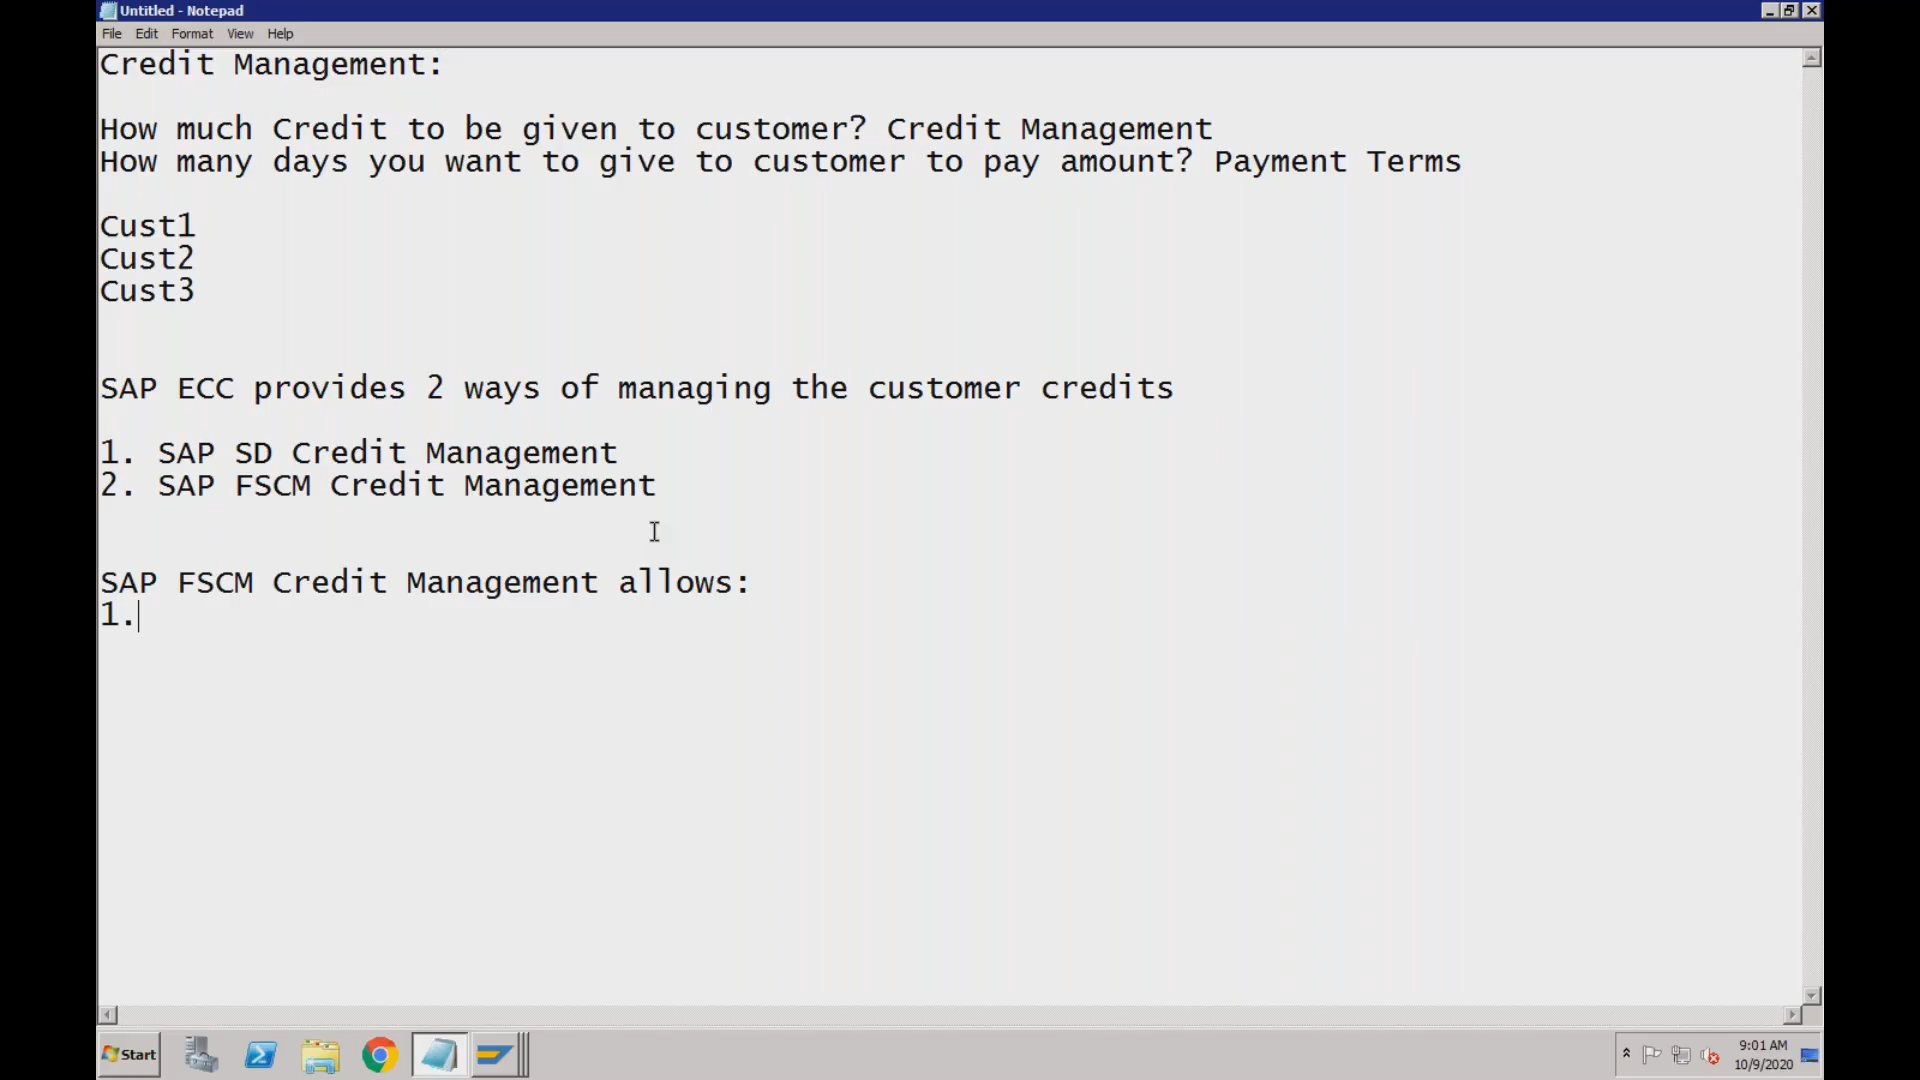 Untitled - Notepad
File Edit Format View Help
Credit Management:
How much Credit to be given to customer? Credit Management
How many days you want to give to customer to pay amount? Payment Terms
Cust1
Cust2
Cust3
SAP ECC provides 2 ways of managing the customer credits
1. SAP SD Credit Management
2. SAP FSCM Credit Management
SAP FSCM Credit Management allows:
1.
Start
9:01 AM
10/9/2020